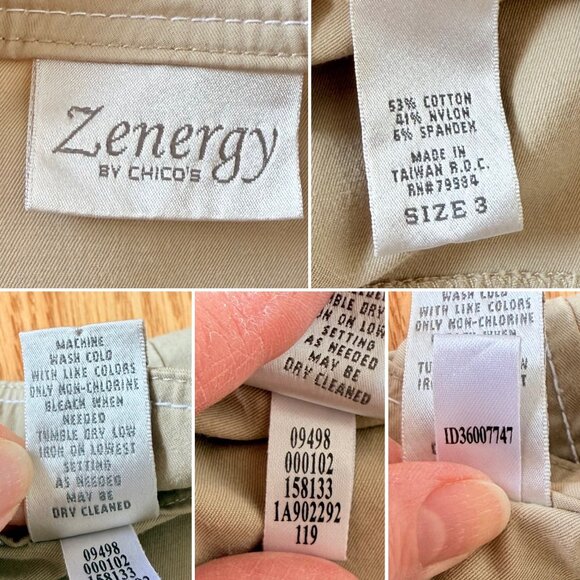 Zenergy
BY CHICO'S
53% COTTON
41% NYLON
6% SPANDEX
MADE IN
TAIWAN R.O.C.
RN#79984
SIZE 3
MACHINE
WASH COLD
WITH LIKE COLORS
ONLY NON-CHLORINE
BLEACH WHEN
NEEDED
TUMBLE DRY LOW
IRON ON LOWEST
SETTING
AS NEEDED
MAY BE
DRY CLEANED
09498
000102
158133
DRY
ON LOW
SETTING
AS NEEDED
MAY BE
DRY CLEANED
09498
000102
158133
1A902292
119
WASH COLD
WITH LIKE COLORS
ONLY NON-CHLORINE
ID36007747